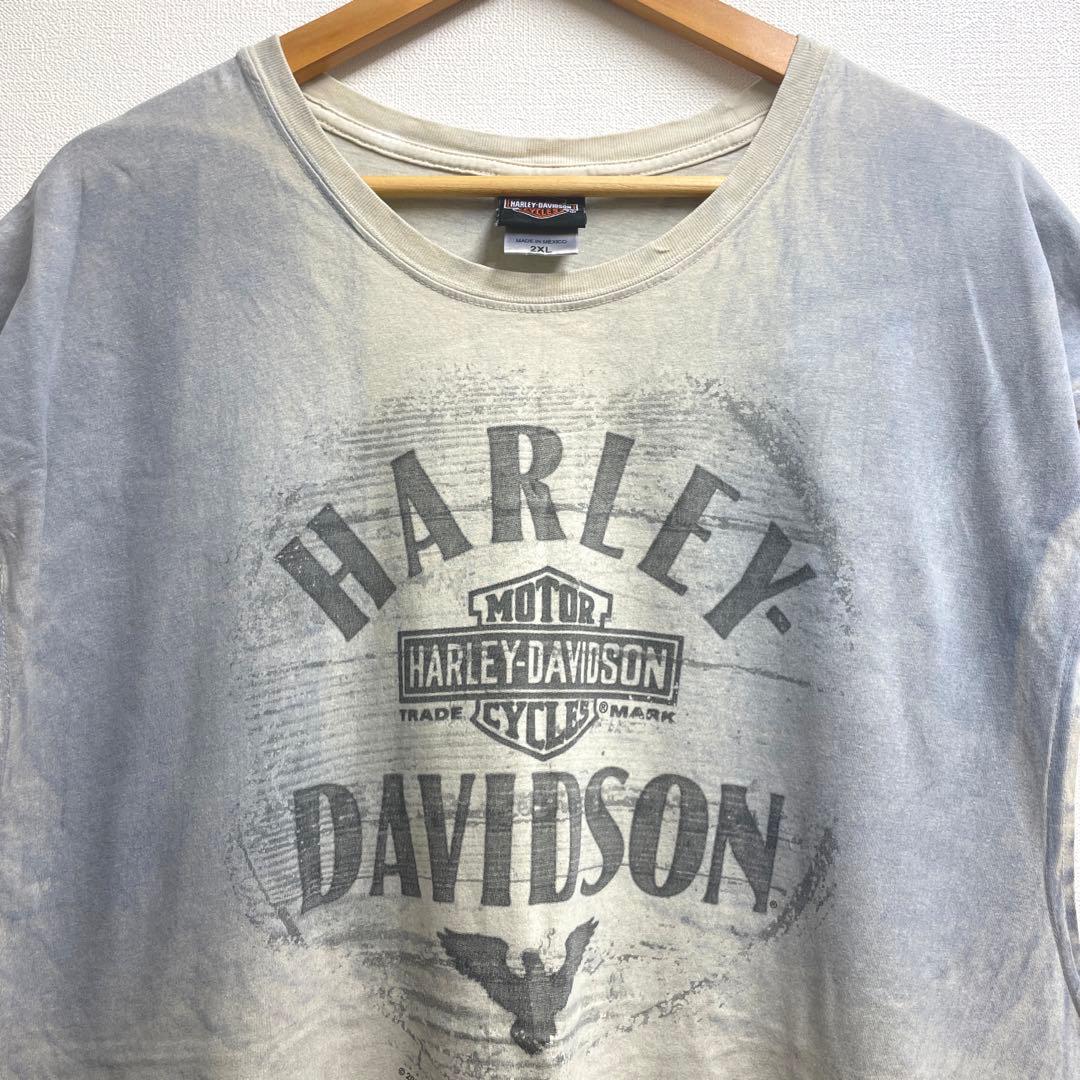 HARLEY-DAVIDSON
CYCLES
MADE IN MEXICO
2XL
HARLEY-
MOTOR
HARLEY-DAVIDSON
TRADE CYCLES ® MARK
DAVIDSON®